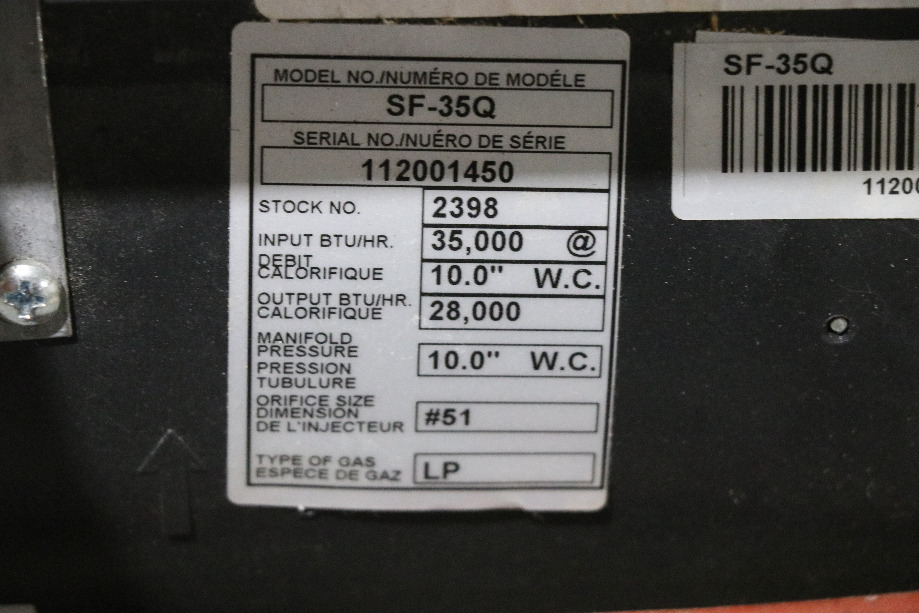 MODEL NO./NUMÉRO DE MODÉLE
SF-35Q
SERIAL NO./NUÉRO DE SÉRIE
112001450
STOCK NO. 2398
INPUT BTU/HR. 35,000 @
DEBIT
CALORIFIQUE 10.0" W.C.
OUTPUT BTU/HR. 28,000
CALORIFIQUE
MANIFOLD
PRESSURE 10.0" W.C.
PRESSION
TUBULURE
ORIFICE SIZE
DIMENSION #51
DE L'INJECTEUR
TYPE OF GAS LP
ESPECE DE GAZ
SF-35Q
1120